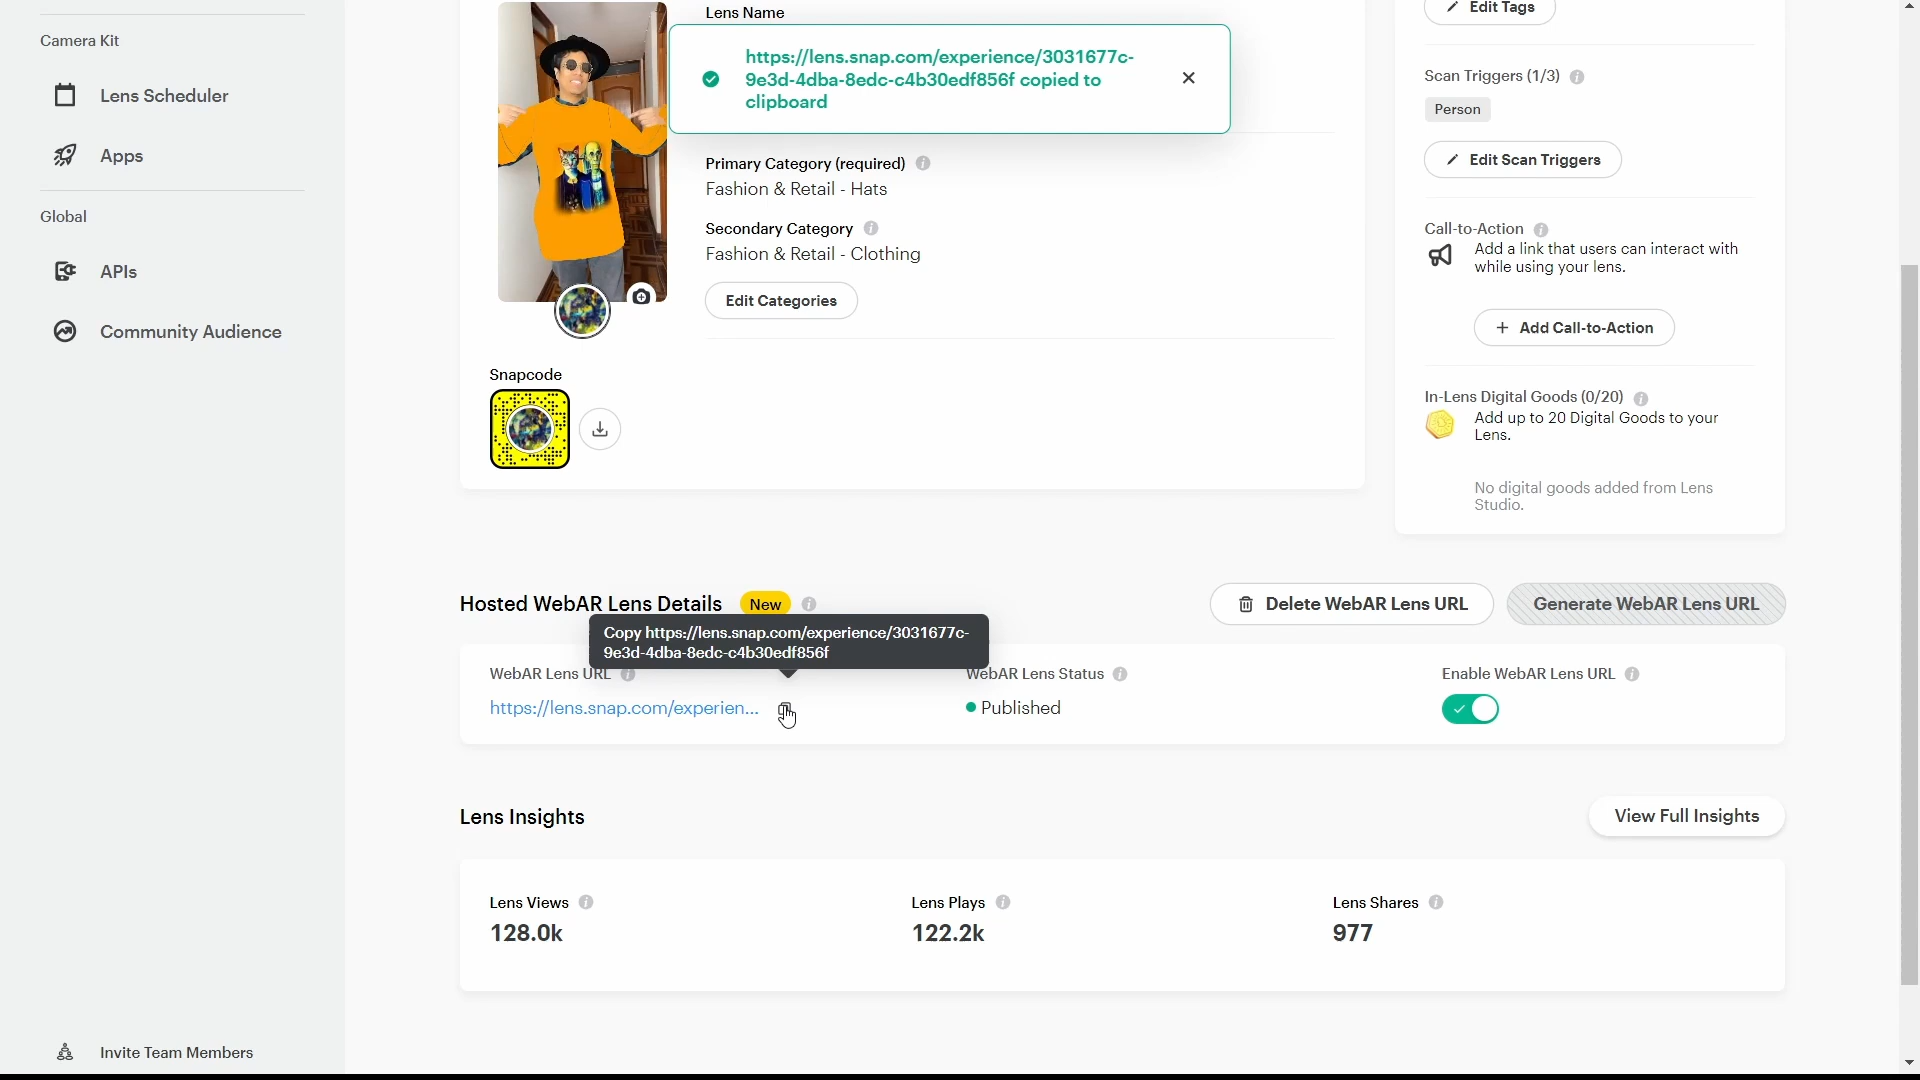 Camera Kit
Lens Scheduler
Apps
Global
APIs
Community Audience
Invite Team Members
Lens Name
https://lens.snap.com/experience/3031677c-
9e3d-4dba-8edc-c4b30edf856f copied to
clipboard
Primary Category (required)
Fashion & Retail - Hats
Secondary Category
Fashion & Retail - Clothing
Edit Categories
Snapcode
Edit Tags
Scan Triggers (1/3)
Person
Edit Scan Triggers
Call-to-Action
Add a link that users can interact with
while using your lens.
+ Add Call-to-Action
In-Lens Digital Goods (0/20)
Add up to 20 Digital Goods to your
Lens.
No digital goods added from Lens
Studio.
Hosted WebAR Lens Details New
Delete WebAR Lens URL
Generate WebAR Lens URL
Copy https://lens.snap.com/experience/3031677c-
9e3d-4dba-8edc-c4b30edf856f
WebAR Lens URL
https://lens.snap.com/experien...
WebAR Lens Status
Published
Enable WebAR Lens URL
Lens Insights
View Full Insights
Lens Views
128.0k
Lens Plays
122.2k
Lens Shares
977